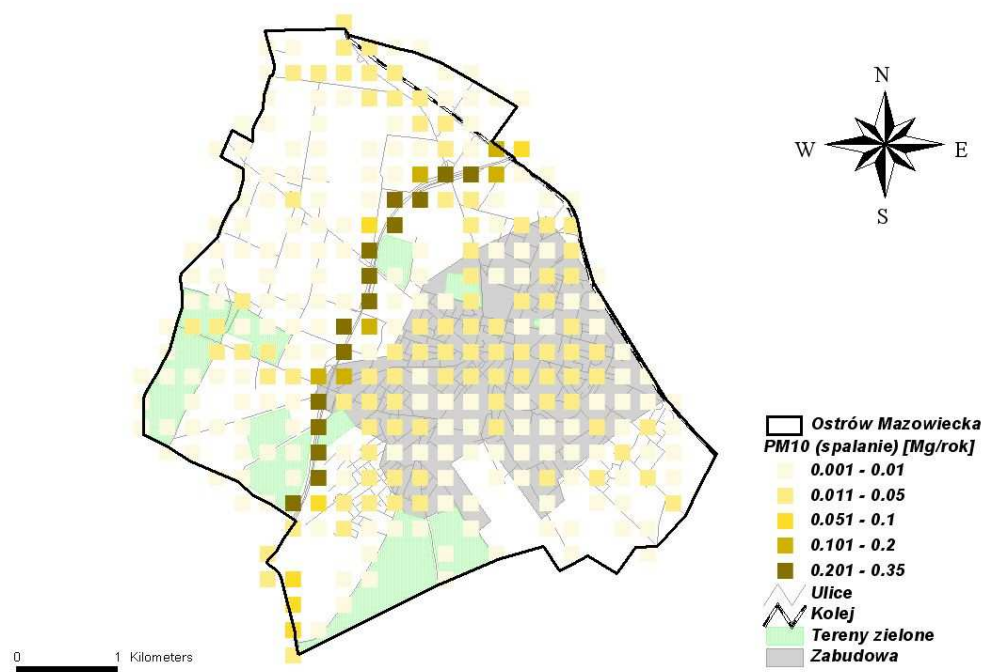 N
W E
S
Ostrów Mazowiecka
PM10 (spalanie) [Mg/rok]
0.001 - 0.01
0.011 - 0.05
0.051 - 0.1
0.101 - 0.2
0.201 - 0.35
Ulice
Kolej
Tereny zielone
Zabudowa
0 1 Kilometers